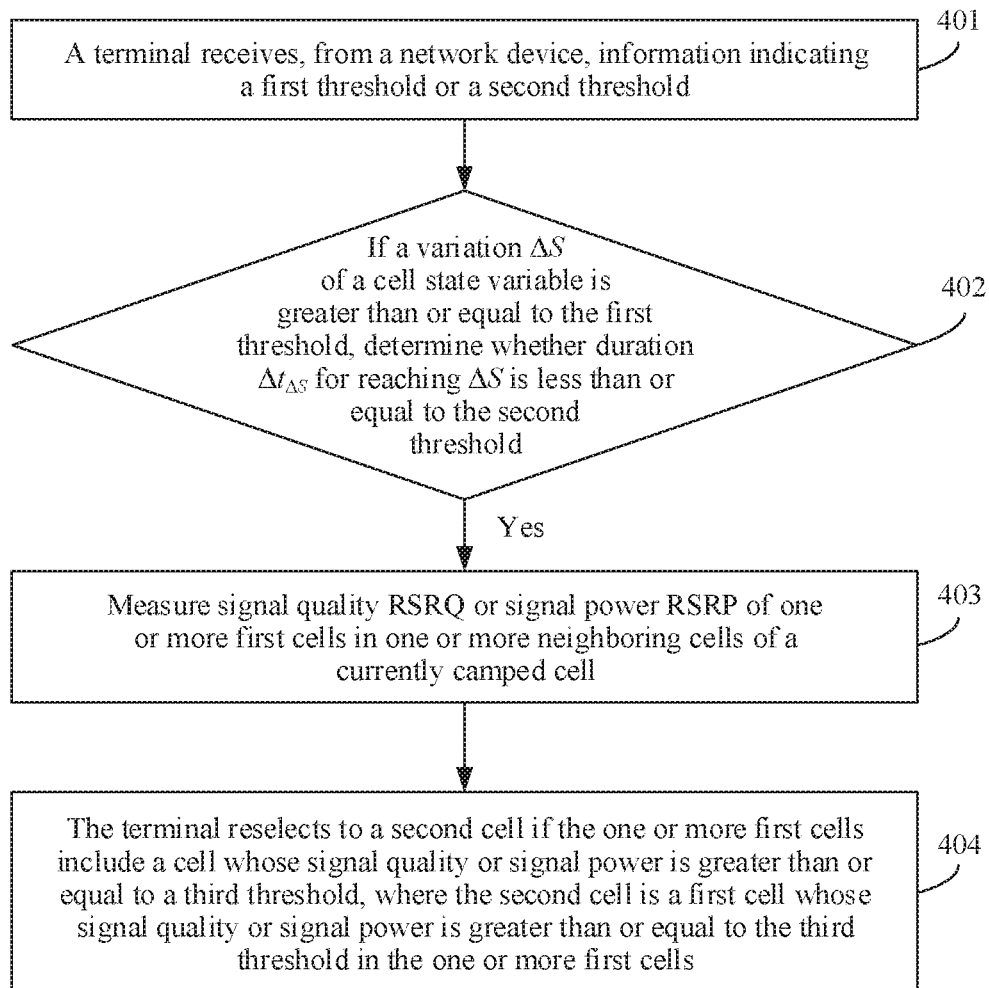 401
A terminal receives, from a network device, information indicating
a first threshold or a second threshold
If a variation ΔS
of a cell state variable is
greater than or equal to the first
threshold, determine whether duration
Δt_ΔS for reaching ΔS is less than or
equal to the second
threshold
402
Yes
Measure signal quality RSRQ or signal power RSRP of one
or more first cells in one or more neighboring cells of a
currently camped cell
403
The terminal reselects to a second cell if the one or more first cells
include a cell whose signal quality or signal power is greater than or
equal to a third threshold, where the second cell is a first cell whose
signal quality or signal power is greater than or equal to the third
threshold in the one or more first cells
404